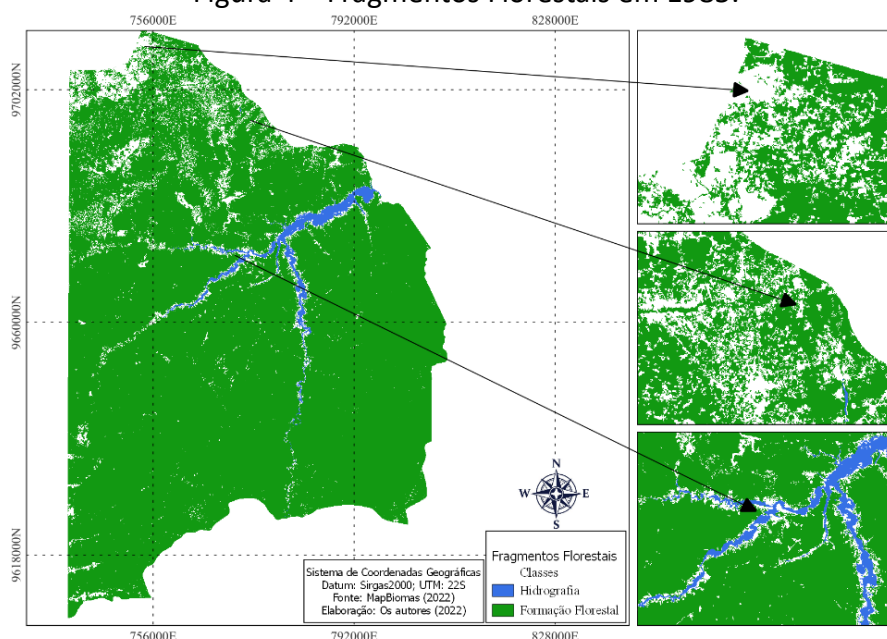 Figura 4 - Fragmentos Florestais em 1985.
756000E 792000E 828000E
9702000N
9660000N
9618000N
N
W E
S
Sistema de Coordenadas Geográficas
Datum: Sirgas2000; UTM: 22S
Fonte: MapBiomas (2022)
Elaboração: Os autores (2022)
Fragmentos Florestais
Classes
Hidrografia
Formação Florestal
756000E 792000E 828000E